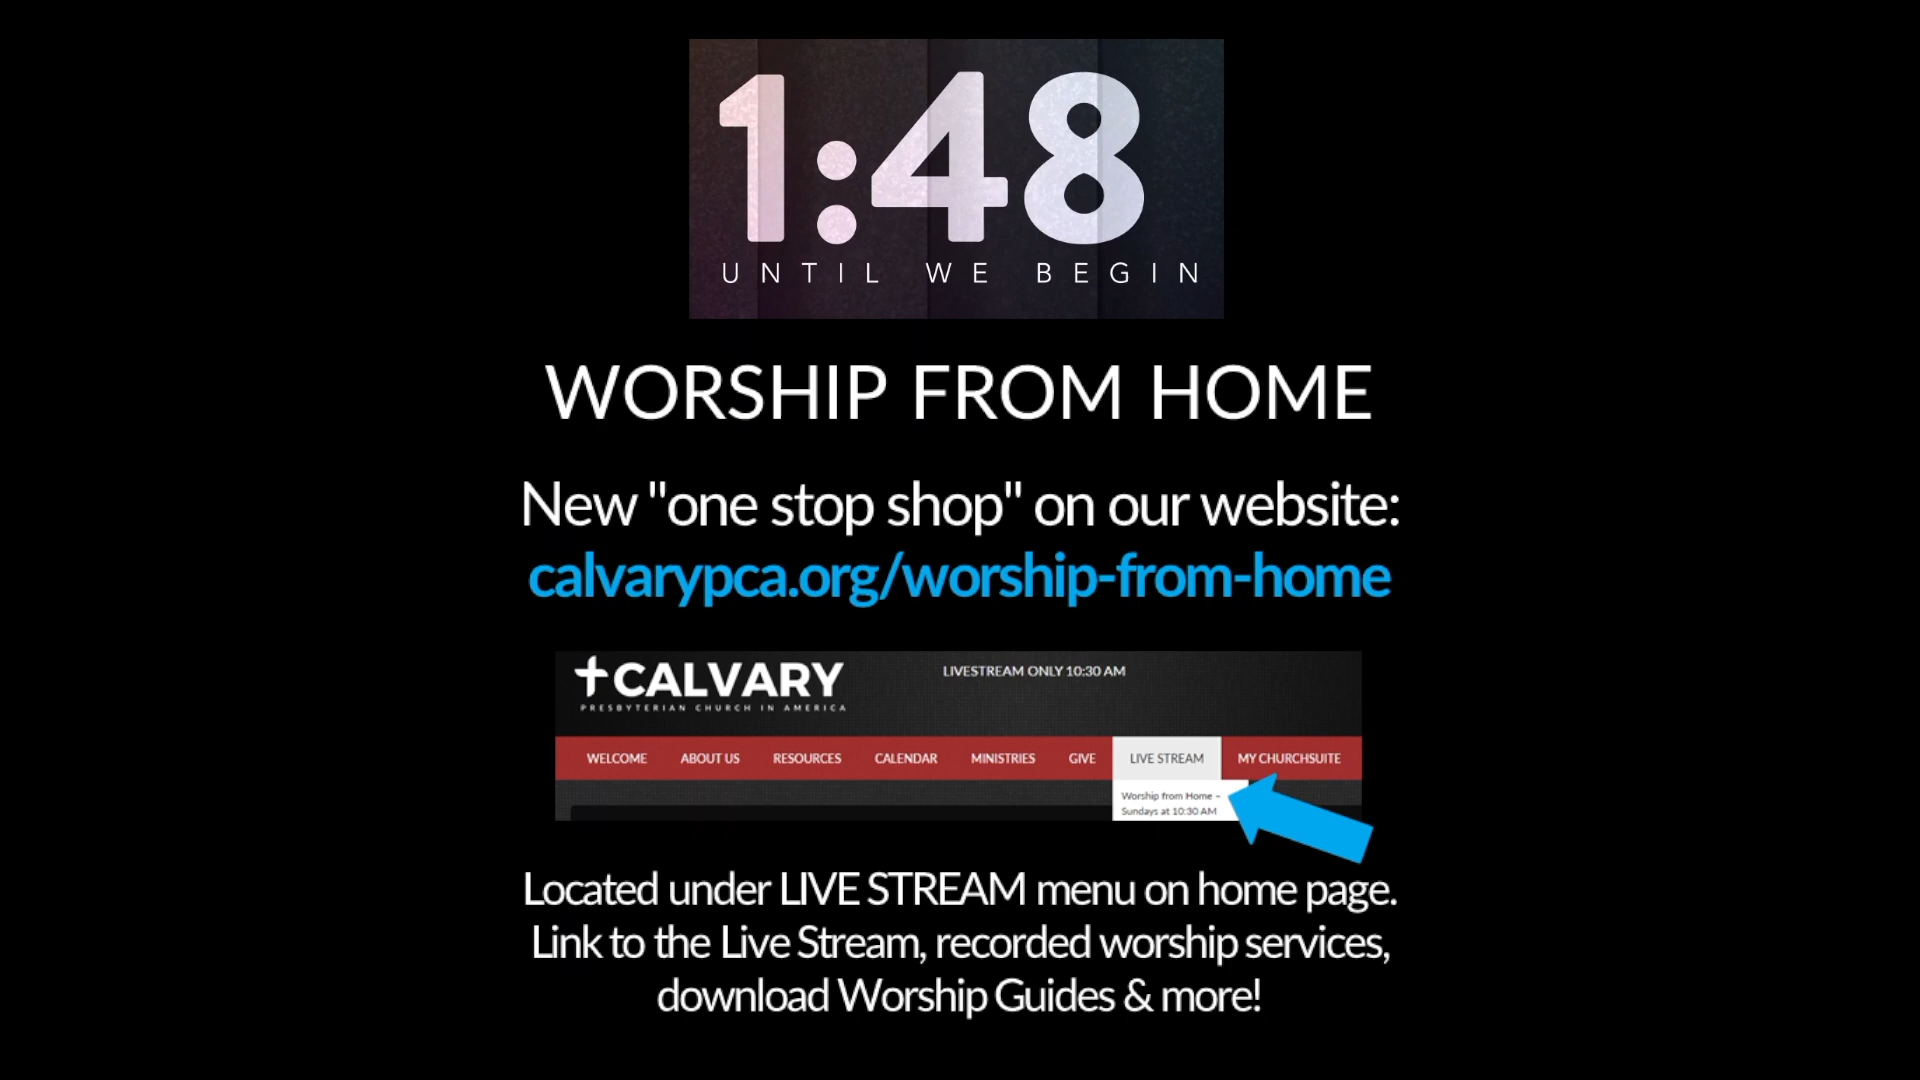 1:48
UNTIL WE BEGIN
WORSHIP FROM HOME
New "one stop shop" on our website:
calvarypca.org/worship-from-home
CALVARY
PRESBYTERIAN CHURCH IN AMERICA
LIVESTREAM ONLY 10:30 AM
WELCOME ABOUT US RESOURCES CALENDAR MINISTRIES GIVE LIVE STREAM MY CHURCHSUITE
Worship from Home –
Sundays at 10:30 AM
Located under LIVE STREAM menu on home page.
Link to the Live Stream, recorded worship services,
download Worship Guides & more!